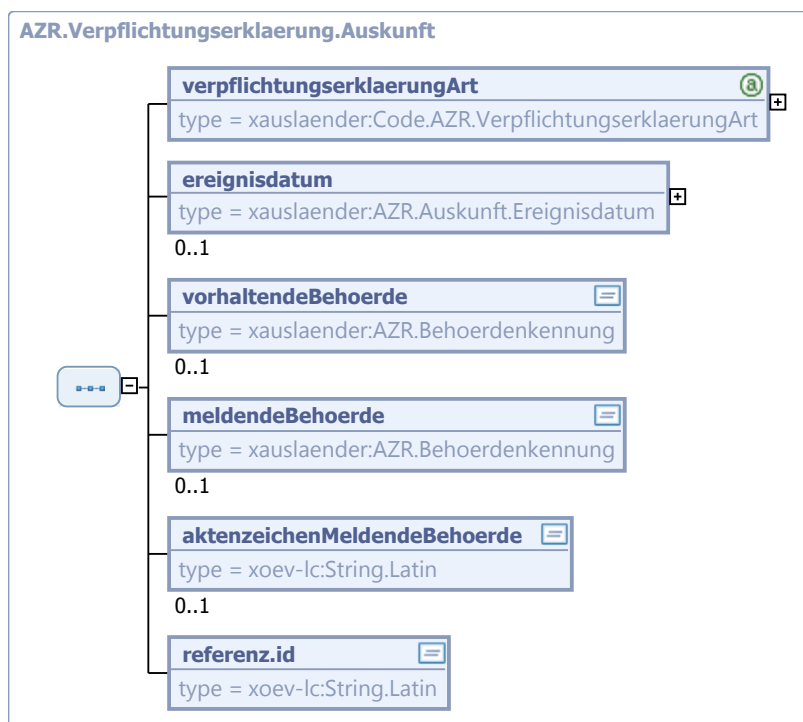 AZR.Verpflichtungserklaerung.Auskunft
verpflichtungserklaerungArt
type = xauslaender:Code.AZR.VerpflichtungserklaerungArt
ereignisdatum
type = xauslaender:AZR.Auskunft.Ereignisdatum
0..1
vorhaltendeBehoerde
type = xauslaender:AZR.Behoerdenkennung
0..1
meldendeBehoerde
type = xauslaender:AZR.Behoerdenkennung
0..1
aktenzeichenMeldendeBehoerde
type = xoev-lc:String.Latin
0..1
referenz.id
type = xoev-lc:String.Latin